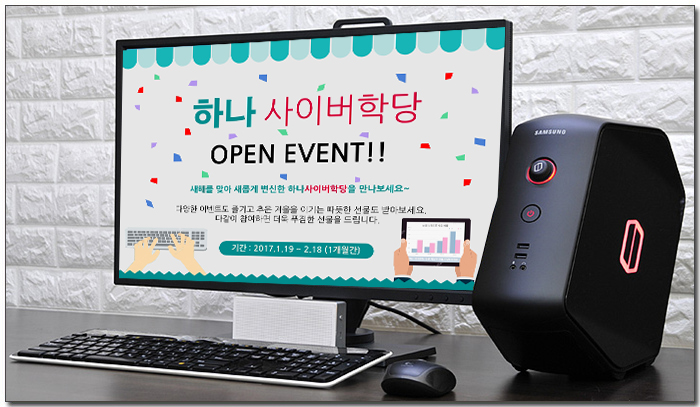 하나 사이버학당
OPEN EVENT!!
새해를 맞아 새롭게 변신한 하나사이버학당을 만나보세요~
다양한 이벤트도 즐기고 추운 겨울을 이기는 따뜻한 선물도 받아보세요.
다같이 참여하면 더욱 푸짐한 선물을 드립니다.
기간 : 2017.1.19 - 2.18 (1개월간)
SAMSUNG